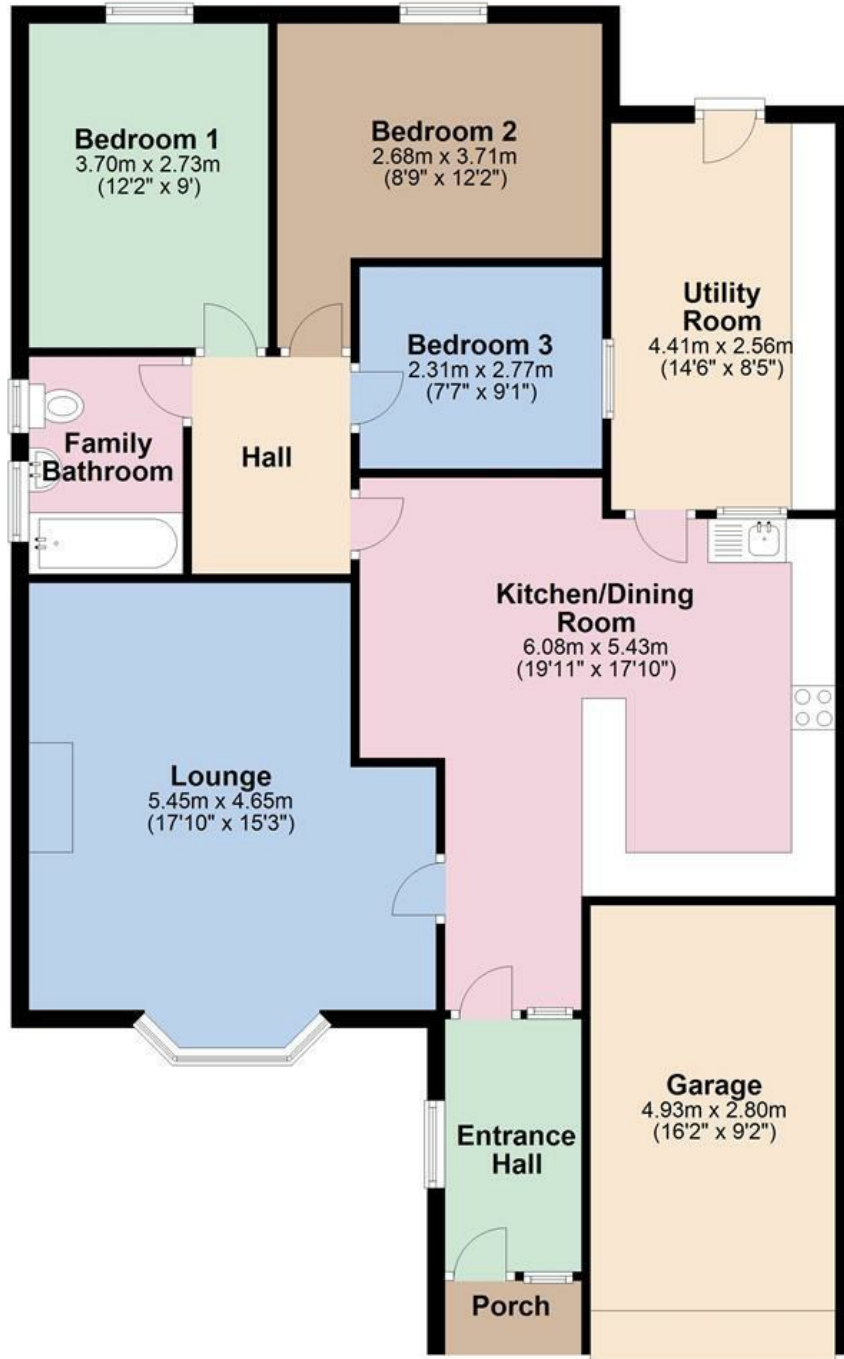 Bedroom 1
3.70m x 2.73m
(12'2" x 9')
Bedroom 2
2.68m x 3.71m
(8'9" x 12'2")
Utility
Room
4.41m x 2.56m
(14'6" x 8'5")
Bedroom 3
2.31m x 2.77m
(7'7" x 9'1")
Family
Bathroom
Hall
Kitchen/Dining
Room
6.08m x 5.43m
(19'11" x 17'10")
Lounge
5.45m x 4.65m
(17'10" x 15'3")
Garage
4.93m x 2.80m
(16'2" x 9'2")
Entrance
Hall
Porch